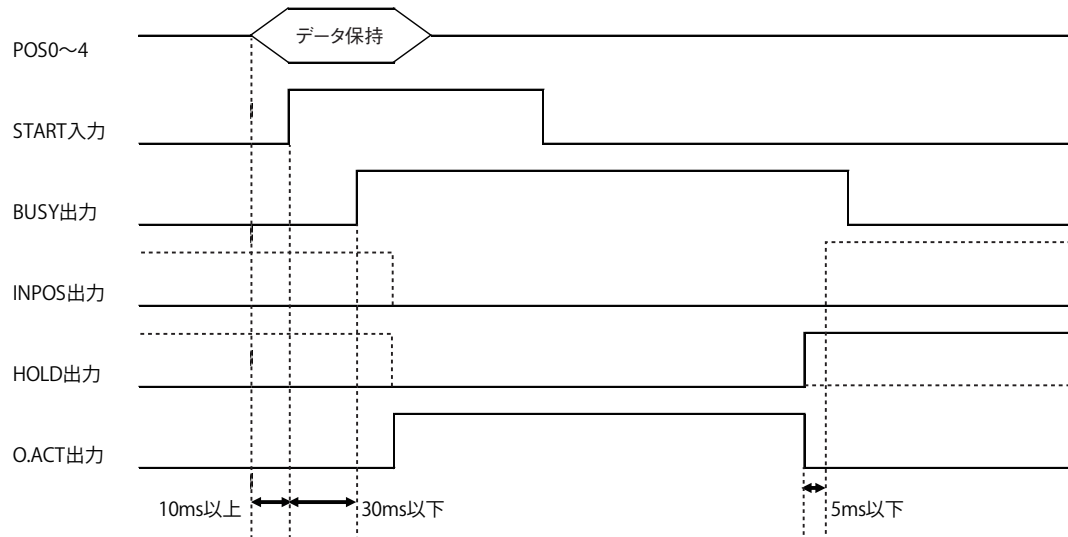 POS0～4
データ保持
START入力
BUSY出力
INPOS出力
HOLD出力
O.ACT出力
10ms以上
30ms以下
5ms以下